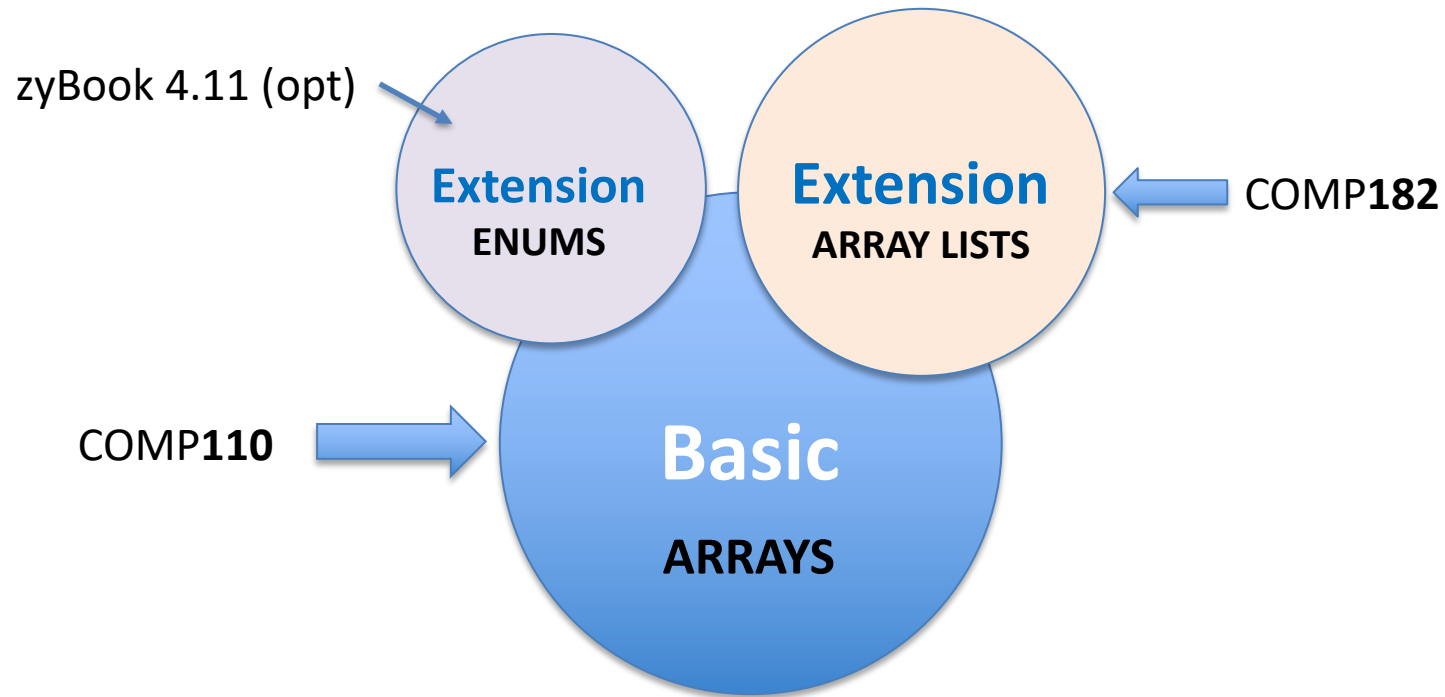 zyBook 4.11 (opt)
Extension
ENUMS
Extension
ARRAY LISTS
COMP182
COMP110
Basic
ARRAYS